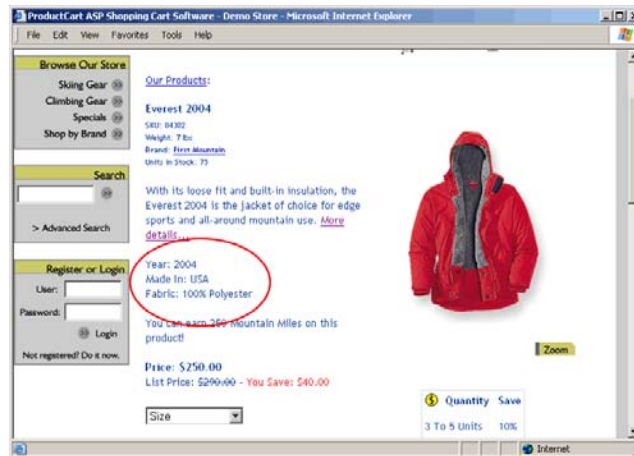 ProductCart ASP Shopping Cart Software - Demo Store - Microsoft Internet Explorer
File Edit View Favorites Tools Help
Browse Our Store
Skiing Gear
Climbing Gear
Specials
Shop by Brand
Search
> Advanced Search
Register or Login
User:
Password:
Login
Not registered? Do it now.
Our Products:
Everest 2004
SKU: 84302
Weight: 7 lbs
Brand: First Mountain
Units in Stock: 73
With its loose fit and built-in insulation, the
Everest 2004 is the jacket of choice for edge
sports and all-around mountain use. More
details...
Year: 2004
Made In: USA
Fabric: 100% Polyester
You can earn 250 Mountain Miles on this
product!
Price: $250.00
List Price: $290.00 - You Save: $40.00
Size
Zoom
Quantity Save
3 To 5 Units 10%
Internet